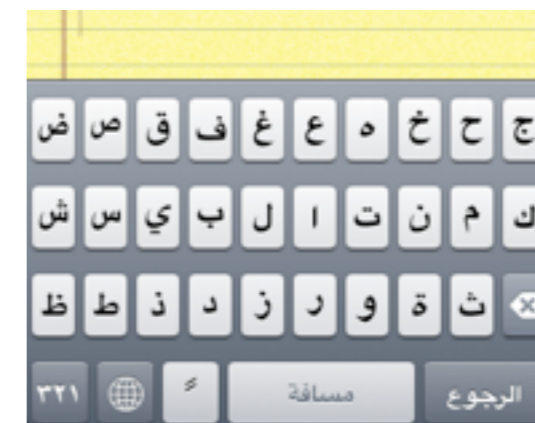 ض ص ق ف غ ع ه خ ح ج
ش س ي ب ل ا ت ن م ك
ظ ط ذ د ز ر و ة ث
٣٢١ مسافة الرجوع